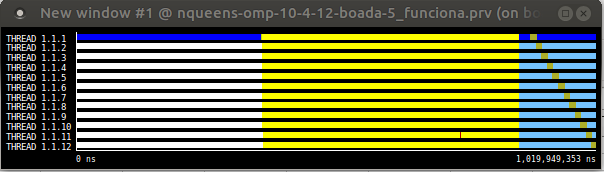 New window #1 @ nqueens-omp-10-4-12-boada-5_funciona.prv (on bo
THREAD 1.1.1
THREAD 1.1.2
THREAD 1.1.3
THREAD 1.1.4
THREAD 1.1.5
THREAD 1.1.6
THREAD 1.1.7
THREAD 1.1.8
THREAD 1.1.9
THREAD 1.1.10
THREAD 1.1.11
THREAD 1.1.12
0 ns 1,019,949,353 ns